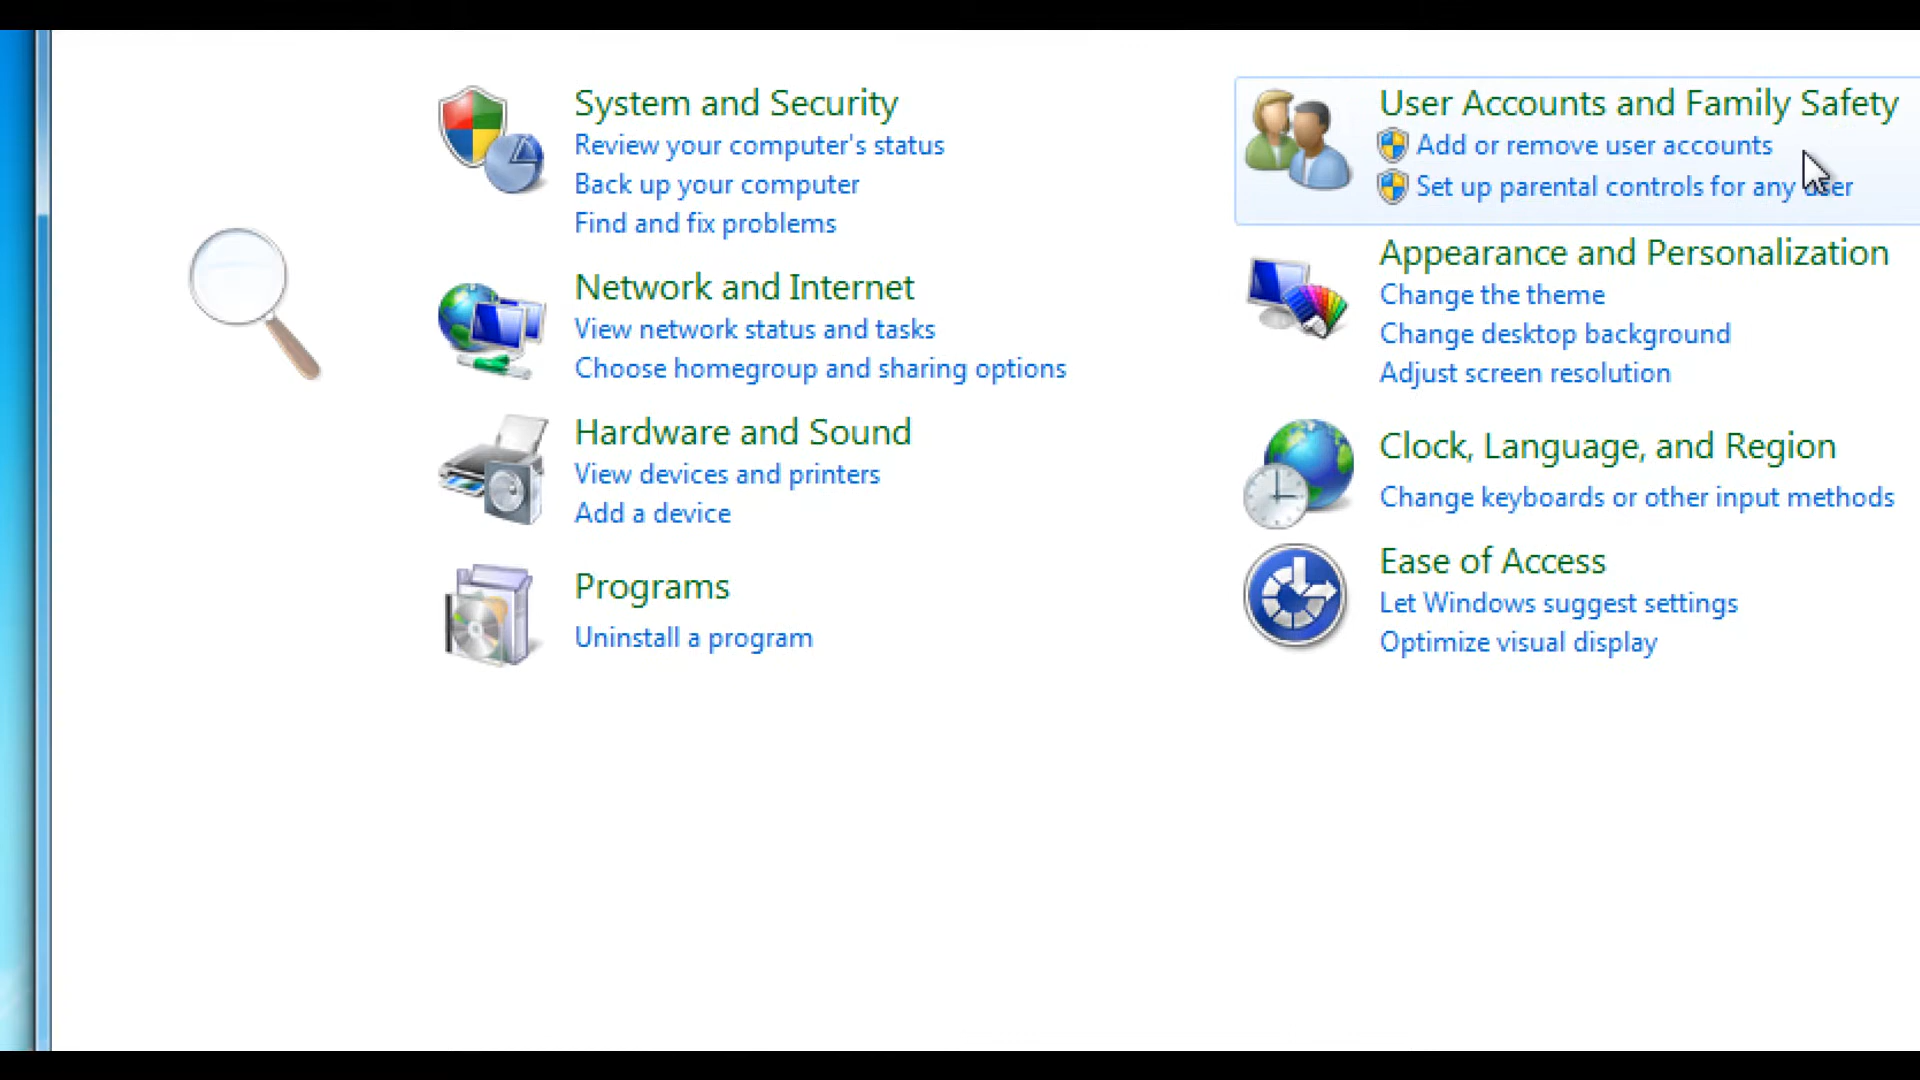 System and Security
Review your computer's status
Back up your computer
Find and fix problems
Network and Internet
View network status and tasks
Choose homegroup and sharing options
Hardware and Sound
View devices and printers
Add a device
Programs
Uninstall a program
User Accounts and Family Safety
Add or remove user accounts
Set up parental controls for any user
Appearance and Personalization
Change the theme
Change desktop background
Adjust screen resolution
Clock, Language, and Region
Change keyboards or other input methods
Ease of Access
Let Windows suggest settings
Optimize visual display